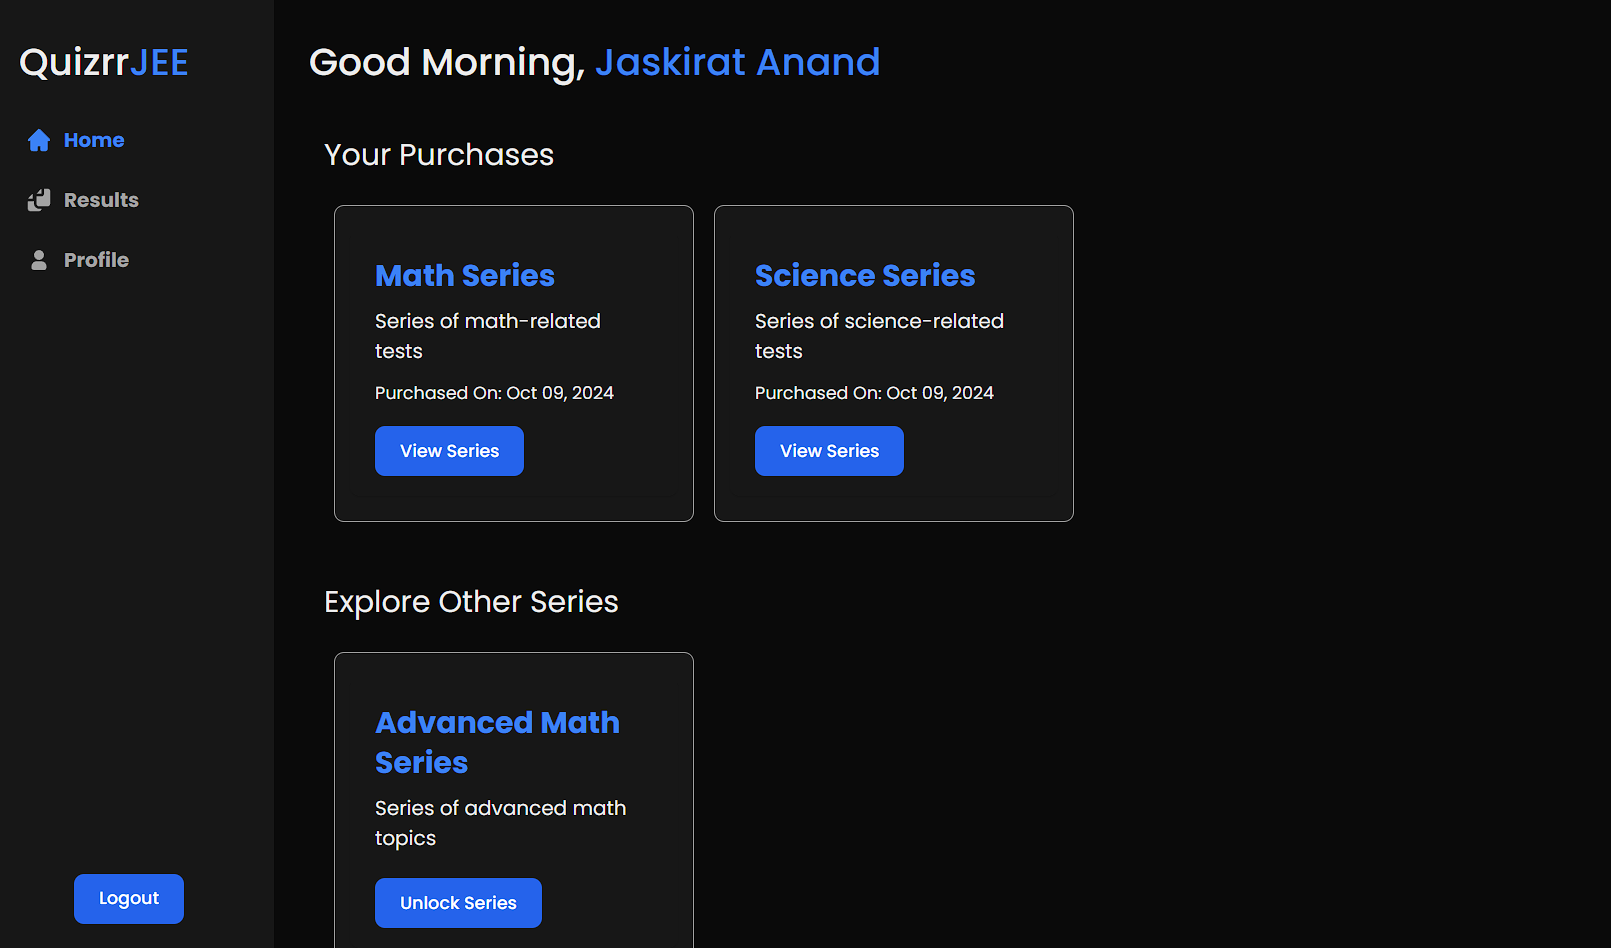 QuizrrJEE
Home
Results
Profile
Logout
Good Morning, Jaskirat Anand
Your Purchases
Math Series
Series of math-related
tests
Purchased On: Oct 09, 2024
View Series
Science Series
Series of science-related
tests
Purchased On: Oct 09, 2024
View Series
Explore Other Series
Advanced Math
Series
Series of advanced math
topics
Unlock Series